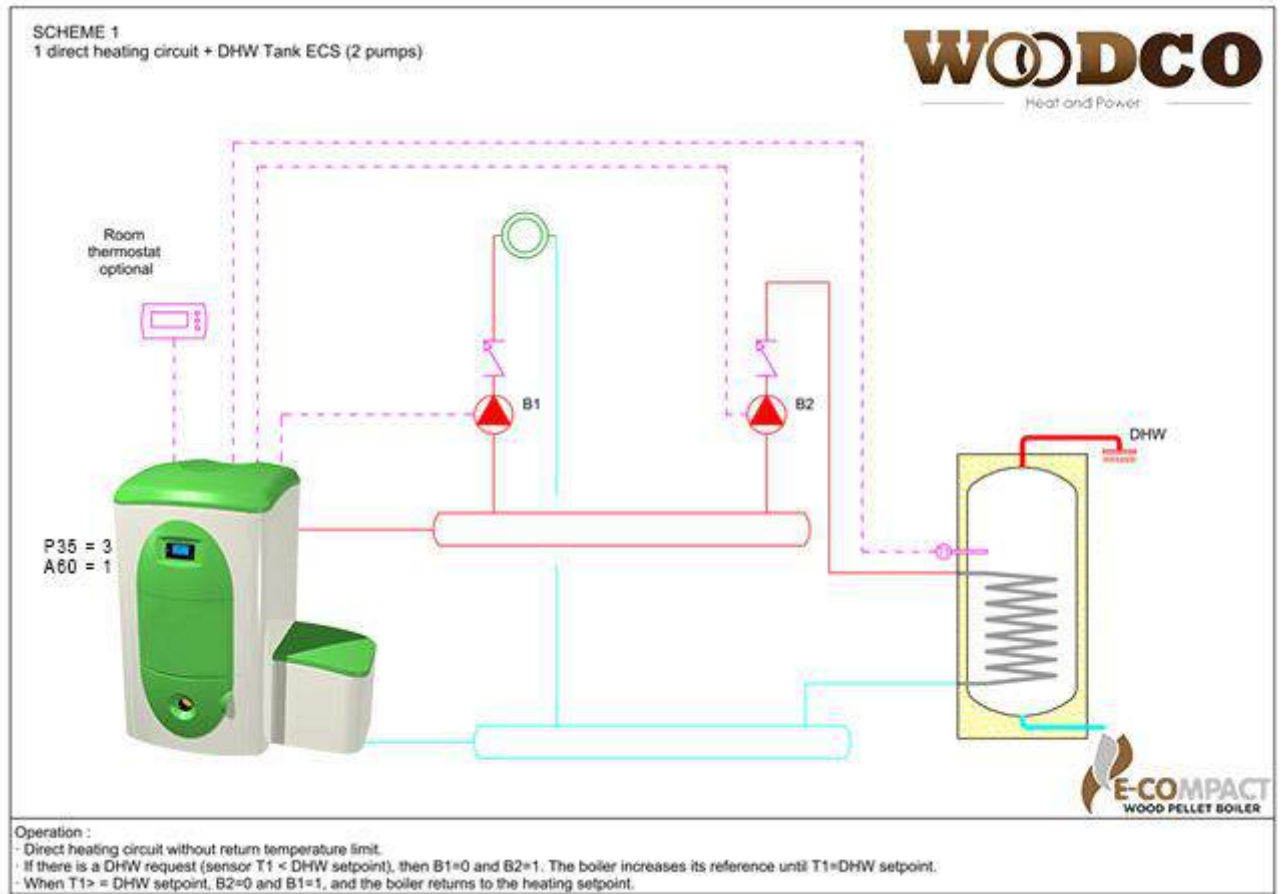 SCHEME 1
1 direct heating circuit + DHW Tank ECS (2 pumps)
WOODCO
Heat and Power
Room
thermostat
optional
B1
B2
DHW
P35 = 3
A60 = 1
E-COMPACT
WOOD PELLET BOILER
Operation :
- Direct heating circuit without return temperature limit.
- If there is a DHW request (sensor T1 < DHW setpoint), then B1=0 and B2=1. The boiler increases its reference until T1=DHW setpoint.
- When T1> = DHW setpoint, B2=0 and B1=1, and the boiler returns to the heating setpoint.